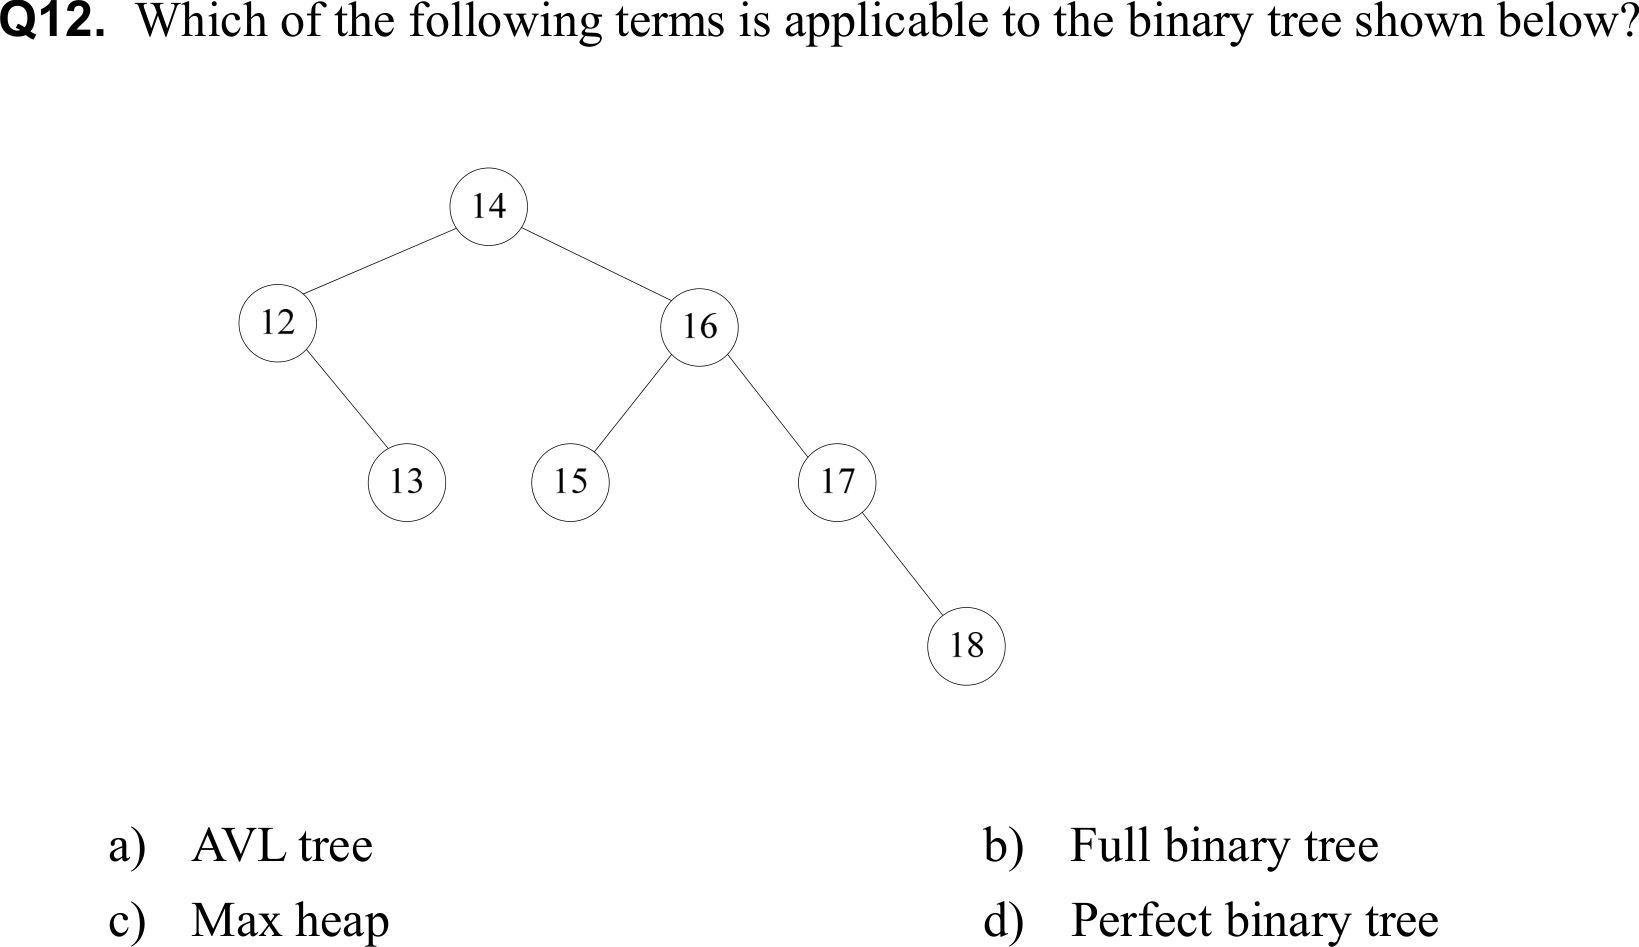 Q12. Which of the following terms is applicable to the binary tree shown below?
14
12
16
13 15 17
18
a) AVL tree b) Full binary tree
c) Max heap d) Perfect binary tree